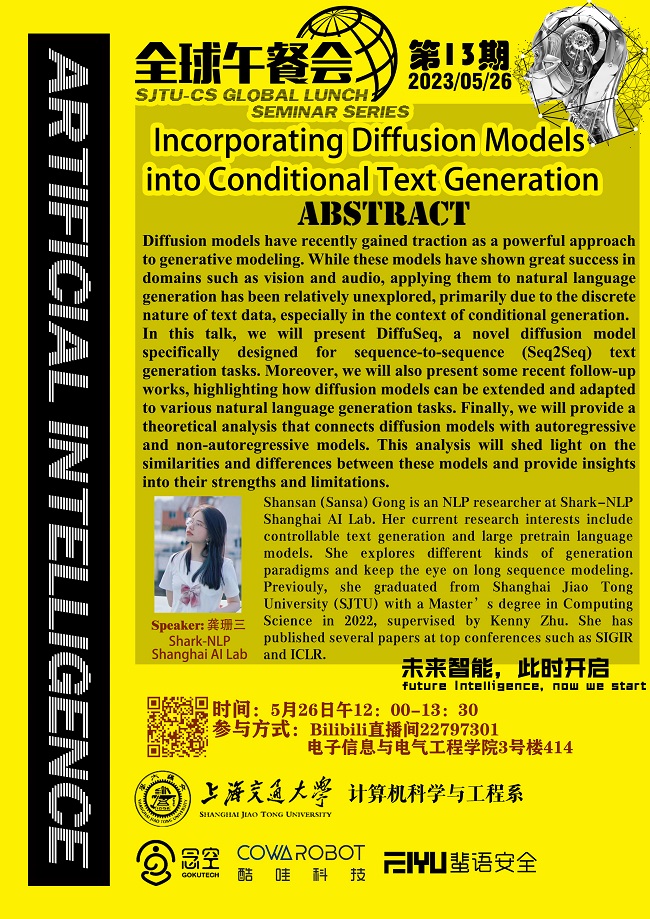 ARTIFICIAL INTELLIGENCE
全球午餐会
第13期
2023/05/26
SJTU-CS GLOBAL LUNCH
SEMINAR SERIES
Incorporating Diffusion Models
into Conditional Text Generation
ABSTRACT
Diffusion models have recently gained traction as a powerful approach
to generative modeling. While these models have shown great success in
domains such as vision and audio, applying them to natural language
generation has been relatively unexplored, primarily due to the discrete
nature of text data, especially in the context of conditional generation.
In this talk, we will present DiffuSeq, a novel diffusion model
specifically designed for sequence-to-sequence (Seq2Seq) text
generation tasks. Moreover, we will also present some recent follow-up
works, highlighting how diffusion models can be extended and adapted
to various natural language generation tasks. Finally, we will provide a
theoretical analysis that connects diffusion models with autoregressive
and non-autoregressive models. This analysis will shed light on the
similarities and differences between these models and provide insights
into their strengths and limitations.
Shansan (Sansa) Gong is an NLP researcher at Shark-NLP
Shanghai AI Lab. Her current research interests include
controllable text generation and large pretrain language
models. She explores different kinds of generation
paradigms and keep the eye on long sequence modeling.
Previouly, she graduated from Shanghai Jiao Tong
University (SJTU) with a Master's degree in Computing
Science in 2022, supervised by Kenny Zhu. She has
published several papers at top conferences such as SIGIR
and ICLR.
Speaker: 龚珊三
Shark-NLP
Shanghai AI Lab
未来智能，此时开启
future Intelligence, now we start
时间：5月26日午12：00-13：30
参与方式：Bilibili直播间22797301
电子信息与电气工程学院3号楼414
上海交通大学
SHANGHAI JIAO TONG UNIVERSITY
计算机科学与工程系
念空
GOKUTECH
COWAROBOT
酷哇科技
FEIYU 蜚语安全